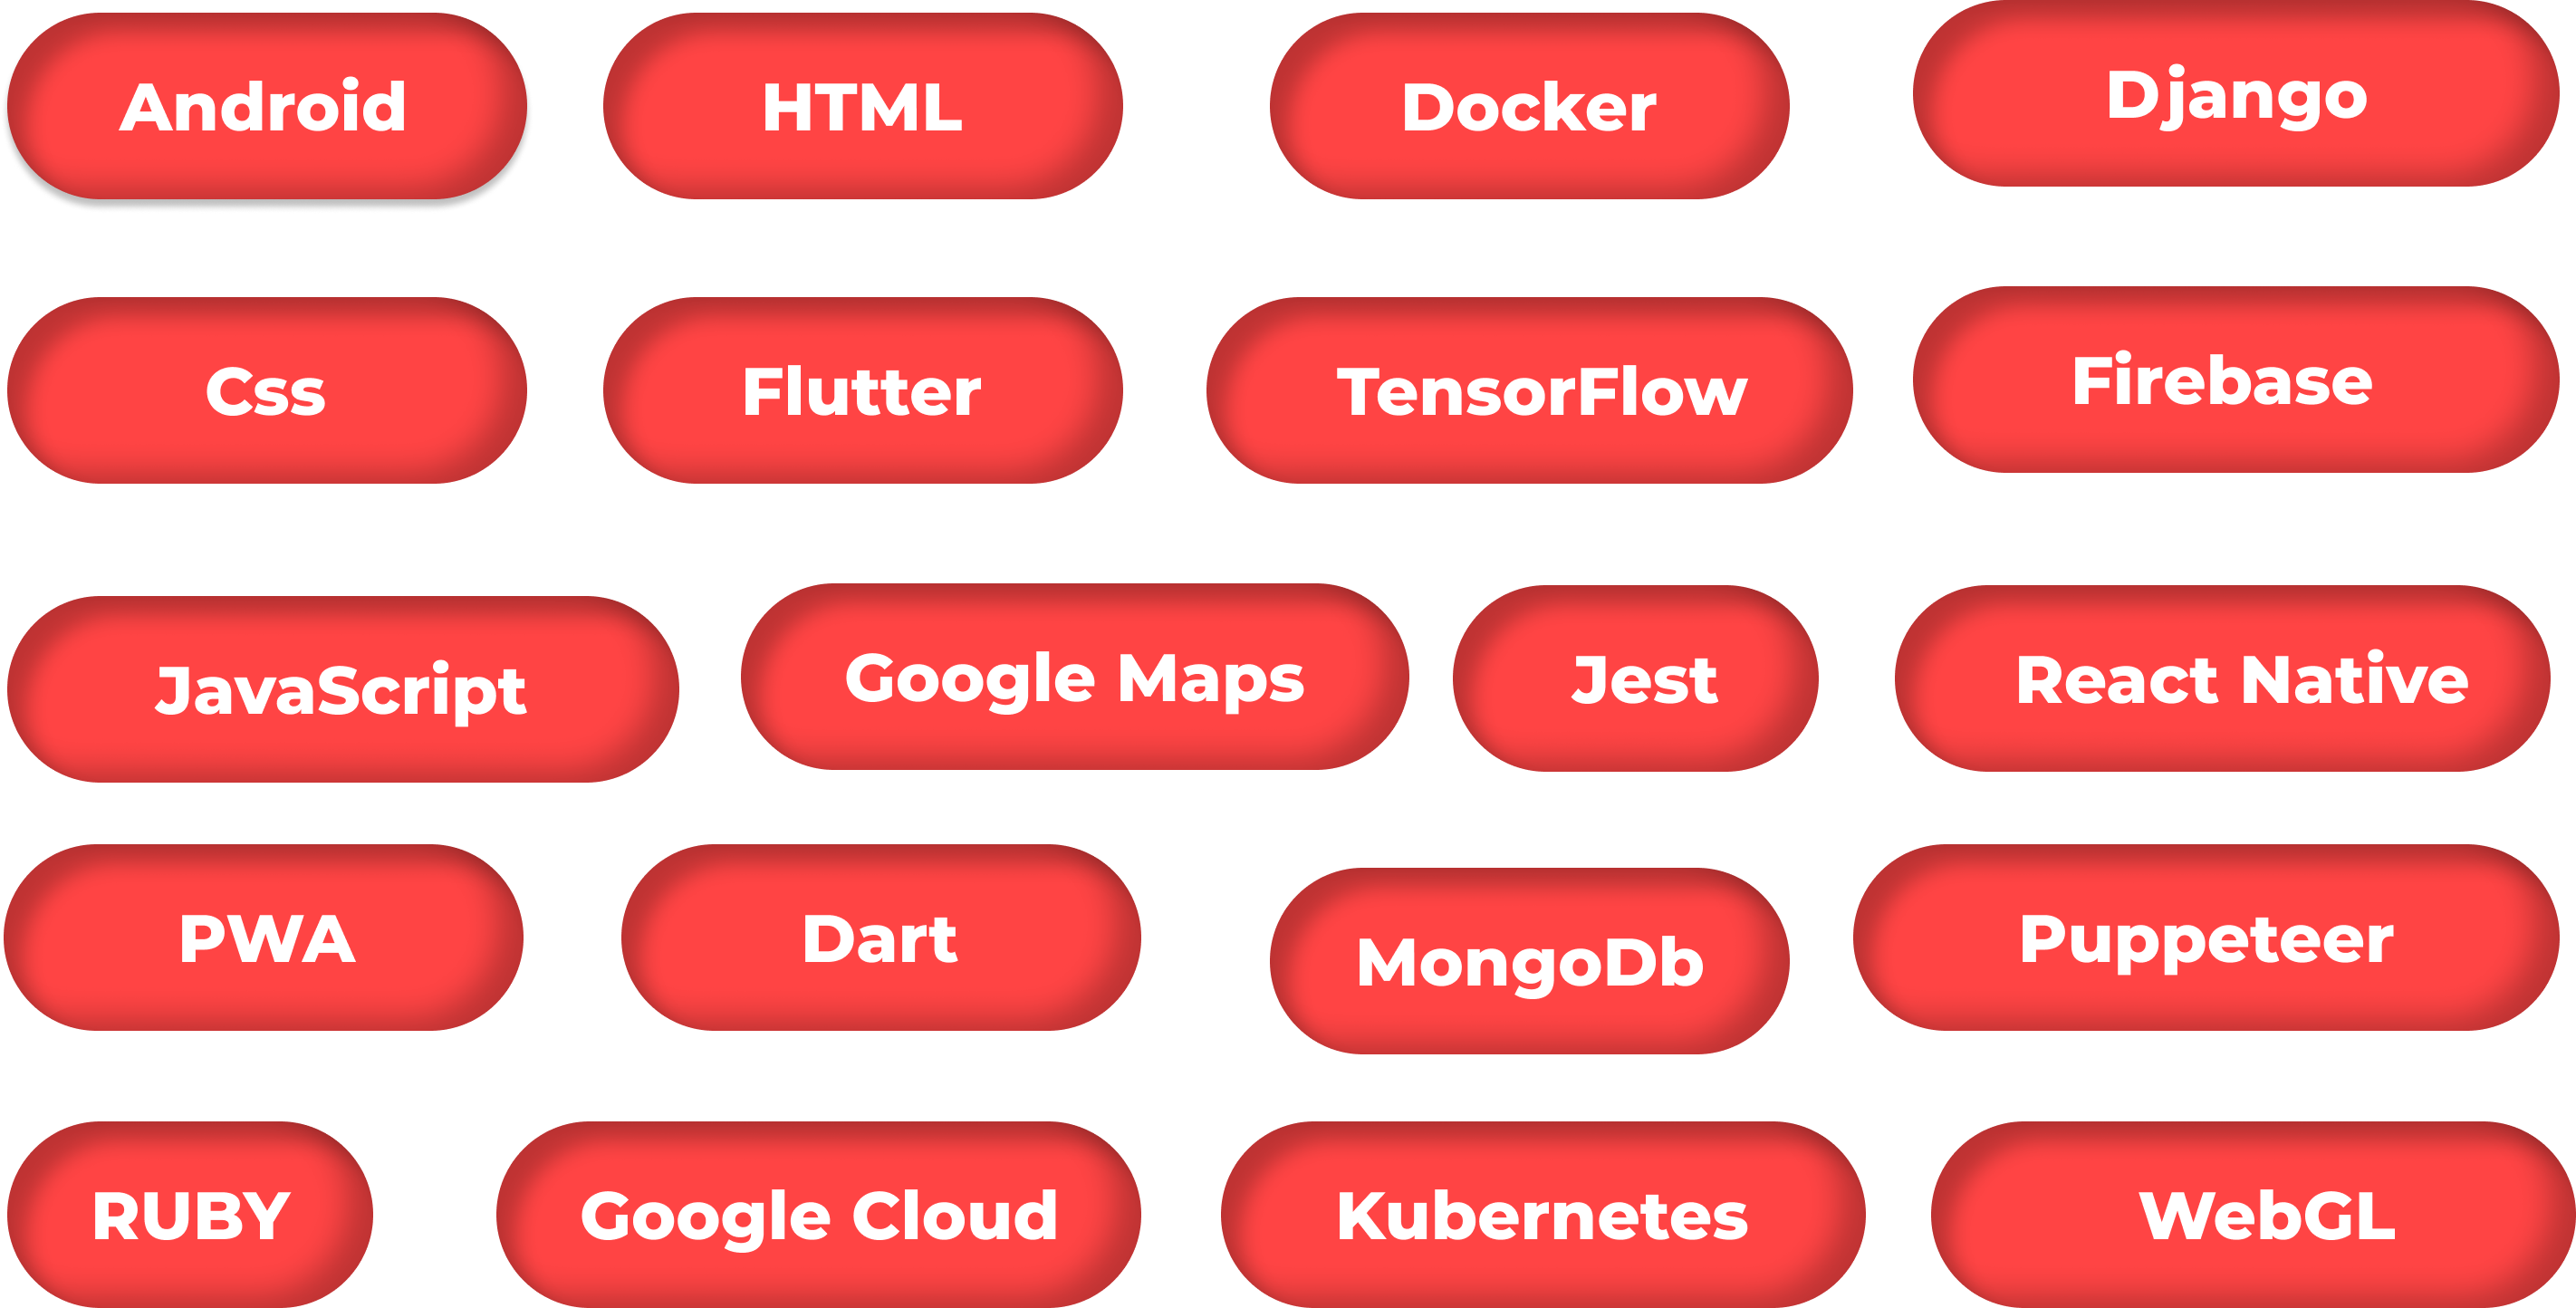 Android
HTML
Docker
Django
Css
Flutter
TensorFlow
Firebase
JavaScript
Google Maps
Jest
React Native
PWA
Dart
MongoDb
Puppeteer
RUBY
Google Cloud
Kubernetes
WebGL